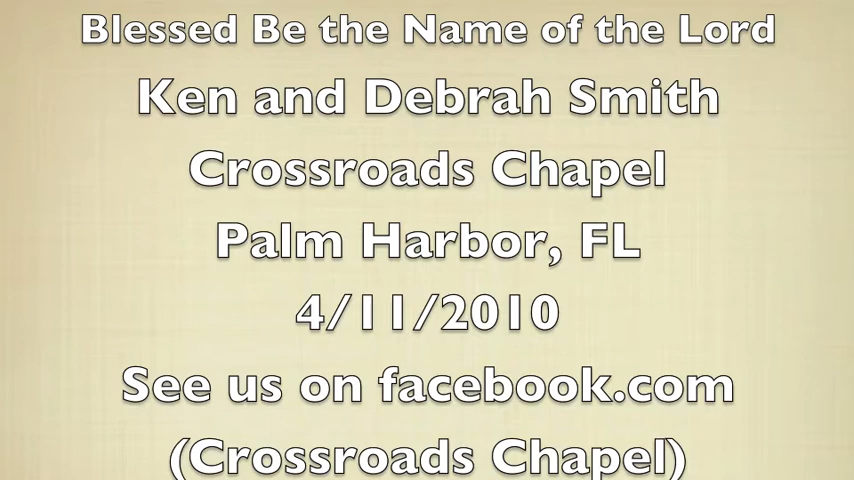 Blessed Be the Name of the Lord
Ken and Debrah Smith
Crossroads Chapel
Palm Harbor, FL
4/11/2010
See us on facebook.com
(Crossroads Chapel)